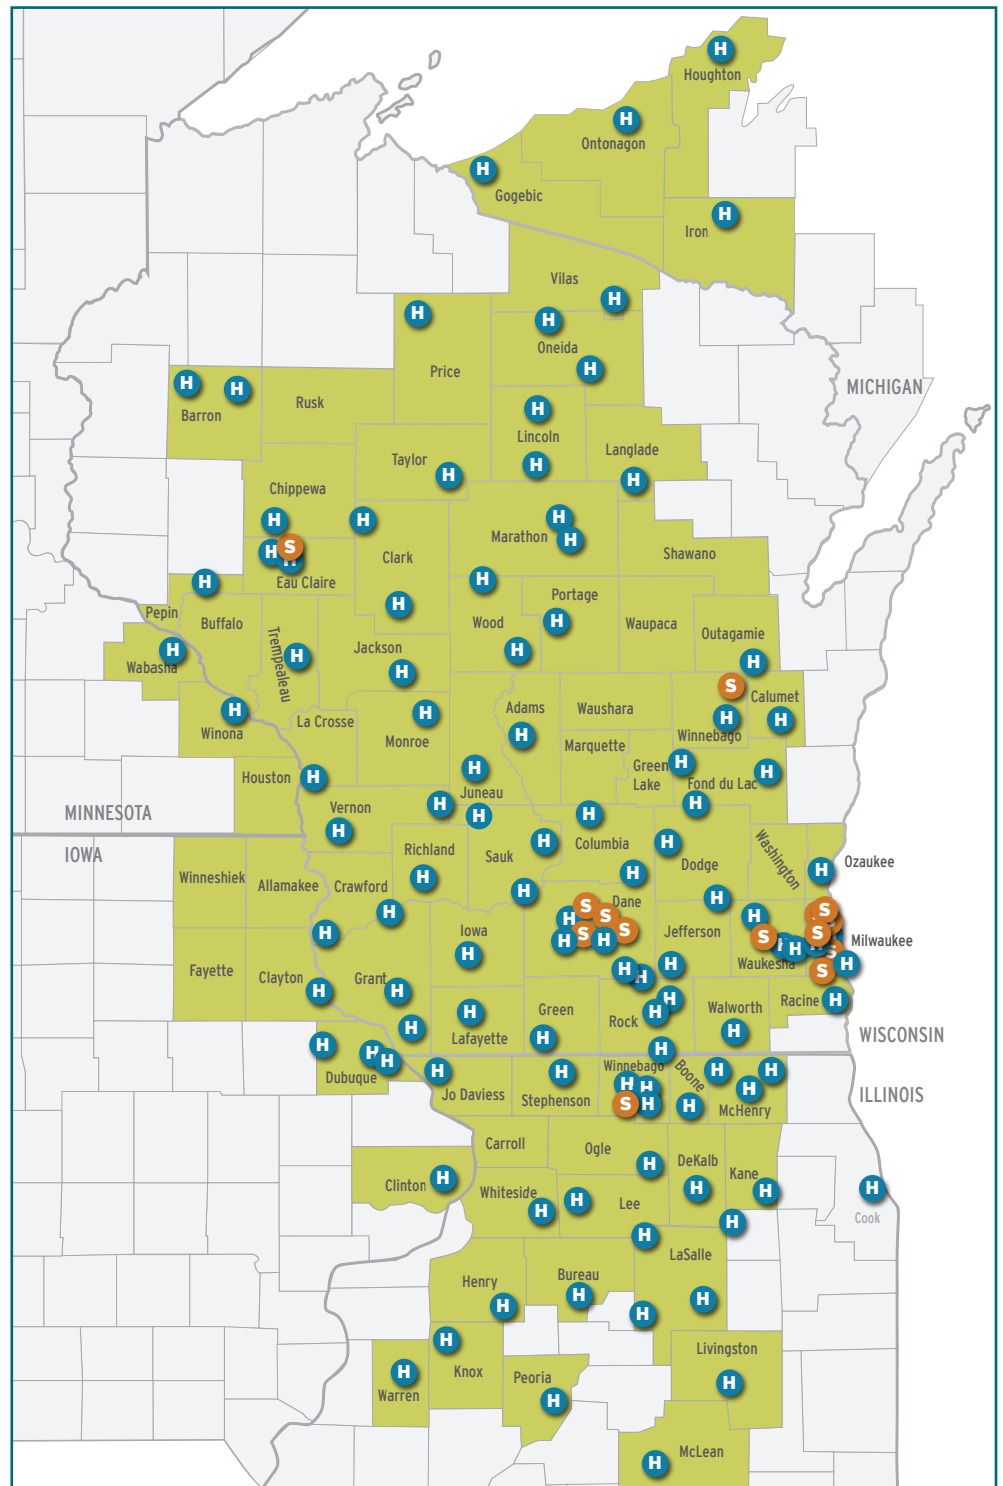 H
Houghton
H
Ontonagon
H
Gogebic
H
Iron
Vilas
H
H
H
Oneida
Price
H
H
H
Barron
MICHIGAN
Rusk
H
Lincoln
Taylor
Langlade
H
H
H
Chippewa
H
H
H
Marathon
H
H
S
H
Eau Claire
Clark
Shawano
H
H
H
Portage
Pepin
Buffalo
Wood
H
Waupaca
Outagamie
H
Wabasha
Trempealeau
H
Jackson
H
H
H
S
Calumet
H
Winona
La Crosse
H
Monroe
Adams
H
Waushara
H
Winnebago
H
Marquette
Green
Lake
H
Fond du Lac
H
Houston
H
H
Juneau
MINNESOTA
Vernon
H
H
H
H
H
IOWA
Richland
H
Sauk
H
Columbia
H
Dodge
Washington
H
Ozaukee
Winneshiek
Allamakee
Crawford
H
H
H
H
Dane
S
S
H
S
S
H
H
H
Iowa
H
Jefferson
H
S
H
H
Waukesha
S
S
H
S
S
H
Milwaukee
Fayette
Clayton
H
Grant
H
H
H
H
H
Lafayette
Green
H
Rock
H
H
Walworth
H
Racine
H
WISCONSIN
H
H
H
Dubuque
H
Jo Daviess
H
Stephenson
H
Winnebago
H
H
S
H
Boone
H
H
H
H
McHenry
ILLINOIS
Carroll
Ogle
H
DeKalb
H
Kane
H
H
Cook
Clinton
H
Whiteside
H
H
Lee
H
H
LaSalle
H
Henry
H
Bureau
H
H
H
Knox
Livingston
H
H
Warren
Peoria
H
McLean
H